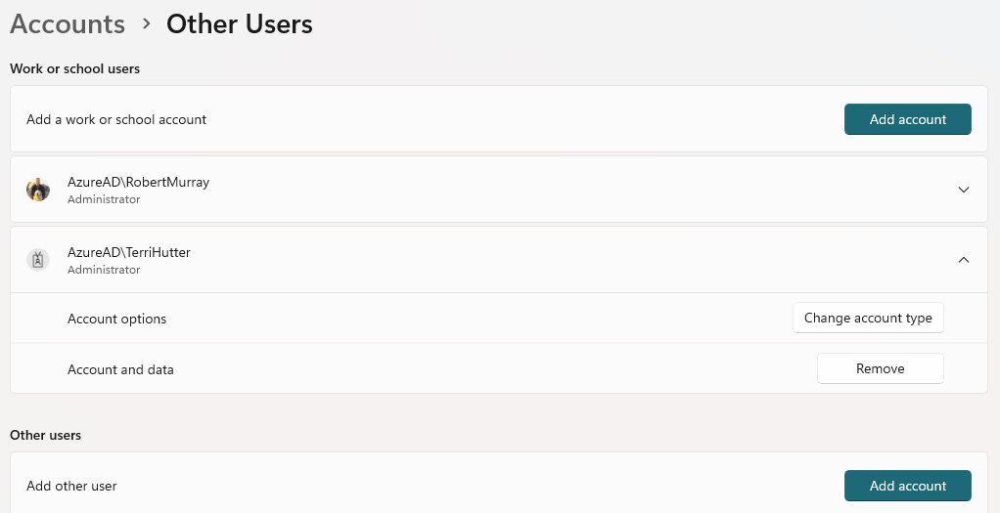 Accounts > Other Users
Work or school users
Add a work or school account Add account
AzureAD\RobertMurray
Administrator
AzureAD\TerriHutter
Administrator
Account options Change account type
Account and data Remove
Other users
Add other user Add account